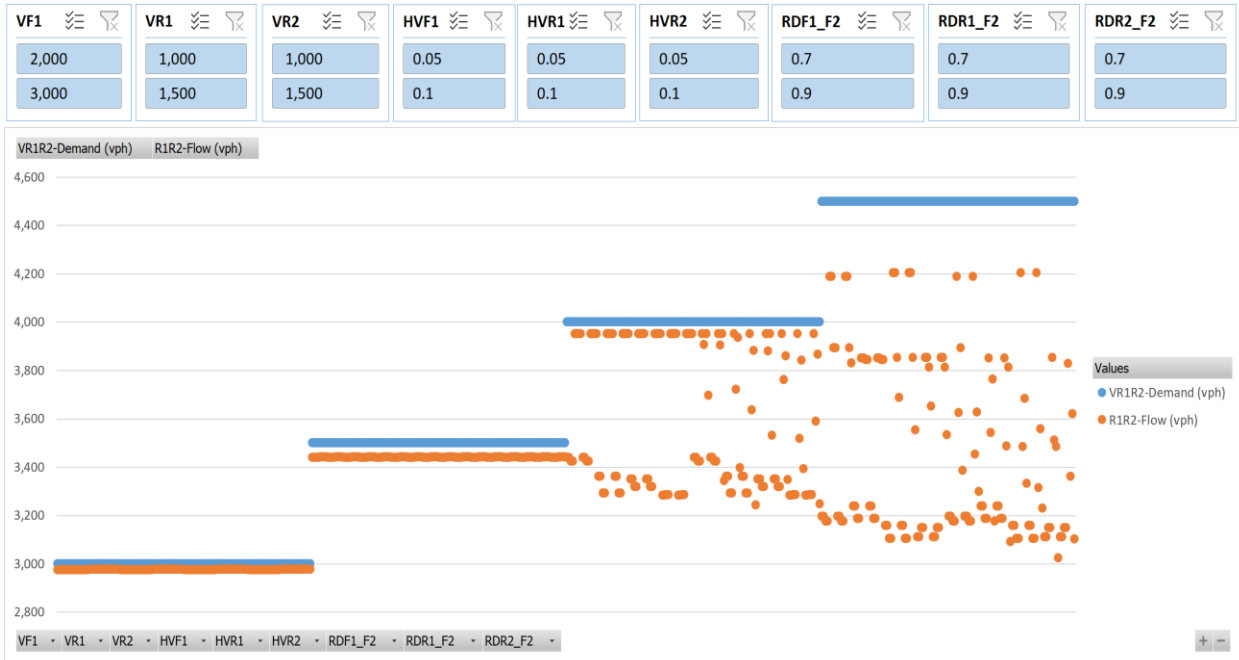 VF1 VR1 VR2 HVF1 HVR1 HVR2 RDF1_F2 RDR1_F2 RDR2_F2
2,000 1,000 1,000 0.05 0.05 0.05 0.7 0.7 0.7
3,000 1,500 1,500 0.1 0.1 0.1 0.9 0.9 0.9
VR1R2-Demand (vph) R1R2-Flow (vph)
4,600
4,400
4,200
4,000
3,800
3,600
3,400
3,200
3,000
2,800
Values
VR1R2-Demand (vph)
R1R2-Flow (vph)
VF1 VR1 VR2 HVF1 HVR1 HVR2 RDF1_F2 RDR1_F2 RDR2_F2
+ −